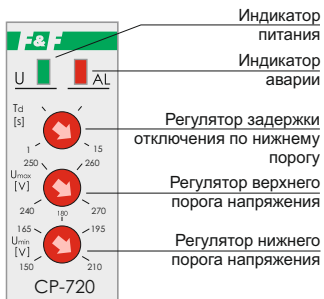 Индикатор
питания
F&F
Индикатор
аварии
U
AL
Td
[s]
1
15
Регулятор задержки
отключения по нижнему
порогу
250
260
Umax
[V]
240
270
Регулятор верхнего
порога напряжения
180
165
195
Umin
[V]
150
210
Регулятор нижнего
порога напряжения
CP-720